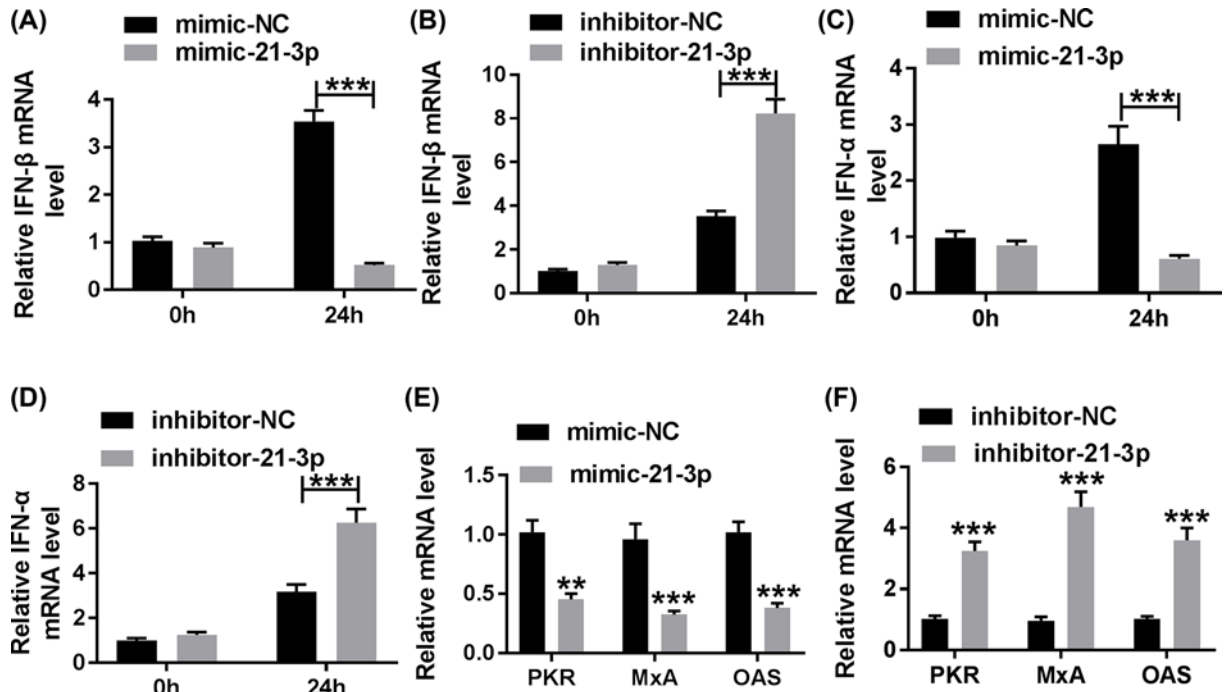 (A)
mimic-NC
mimic-21-3p
Relative IFN-β mRNA
level
4
3
2
1
0
***
0h
24h
(B)
inhibitor-NC
inhibitor-21-3p
Relative IFN-β mRNA
level
10
8
6
4
2
0
***
0h
24h
(C)
mimic-NC
mimic-21-3p
Relative IFN-α mRNA
level
4
3
2
1
0
***
0h
24h
(D)
inhibitor-NC
inhibitor-21-3p
Relative IFN-α
mRNA level
8
6
4
2
0
***
0h
24h
(E)
mimic-NC
mimic-21-3p
Relative mRNA level
1.5
1.0
0.5
0.0
**
***
***
PKR
MxA
OAS
(F)
inhibitor-NC
inhibitor-21-3p
Relative mRNA level
6
4
2
0
***
***
***
PKR
MxA
OAS